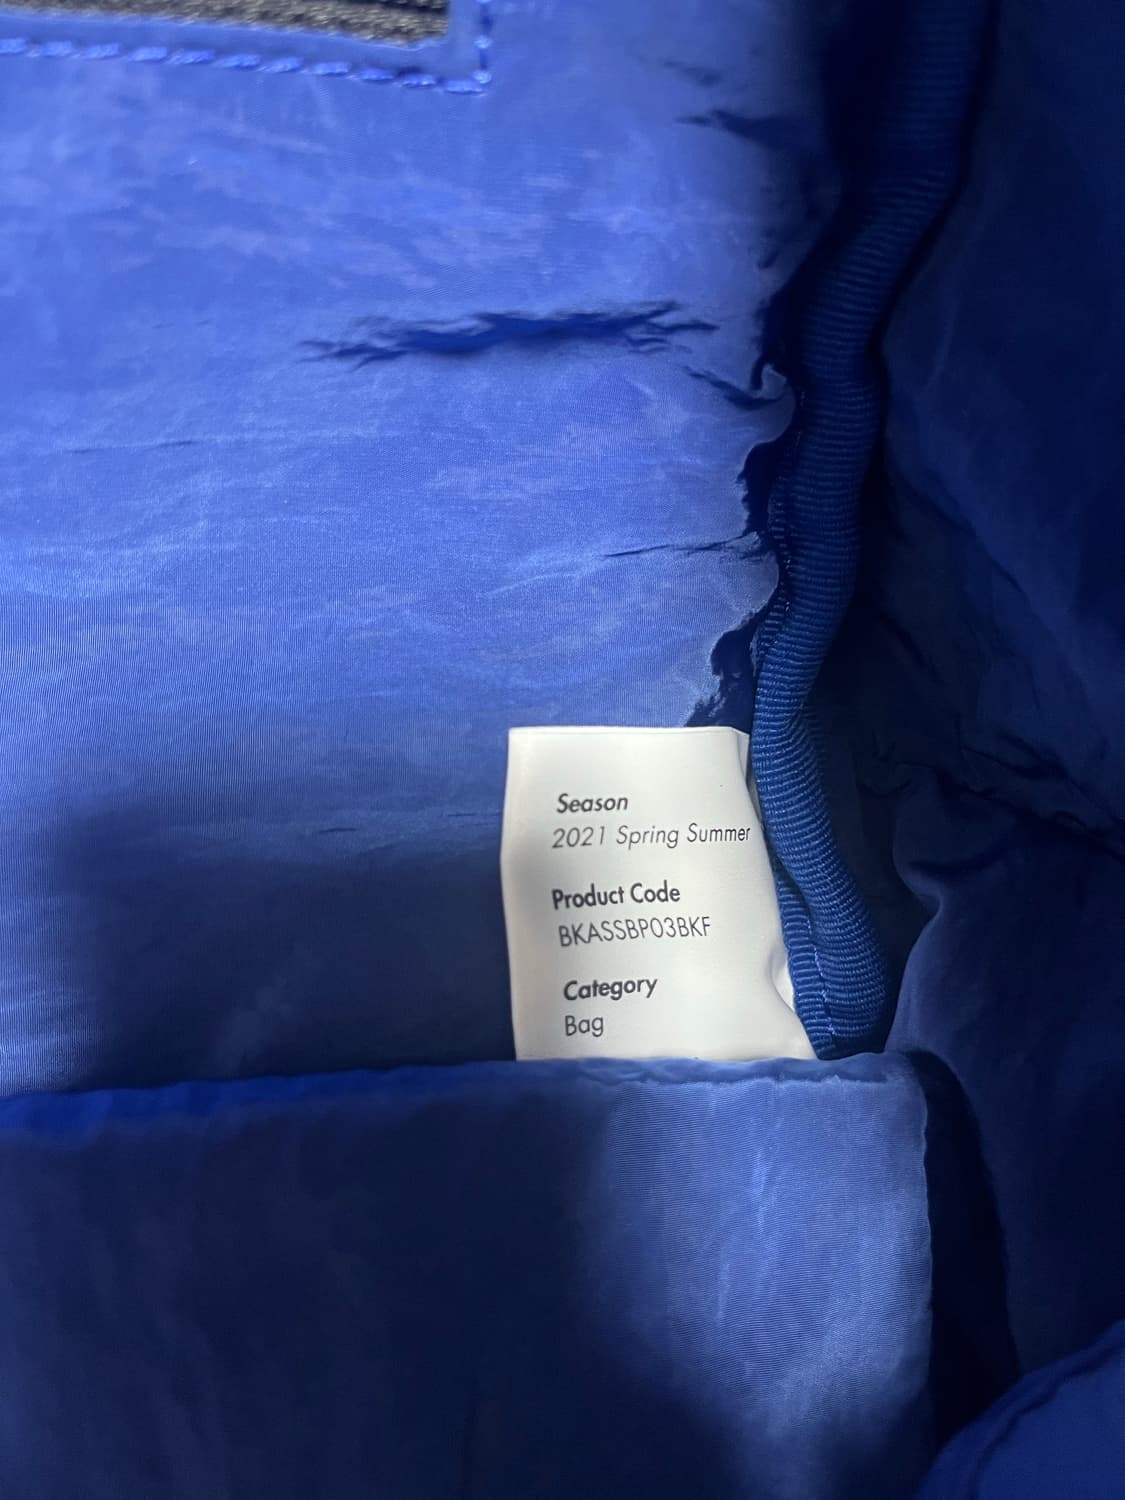 Season
2021 Spring Summer
Product Code
BKASSBP03BKF
Category
Bag